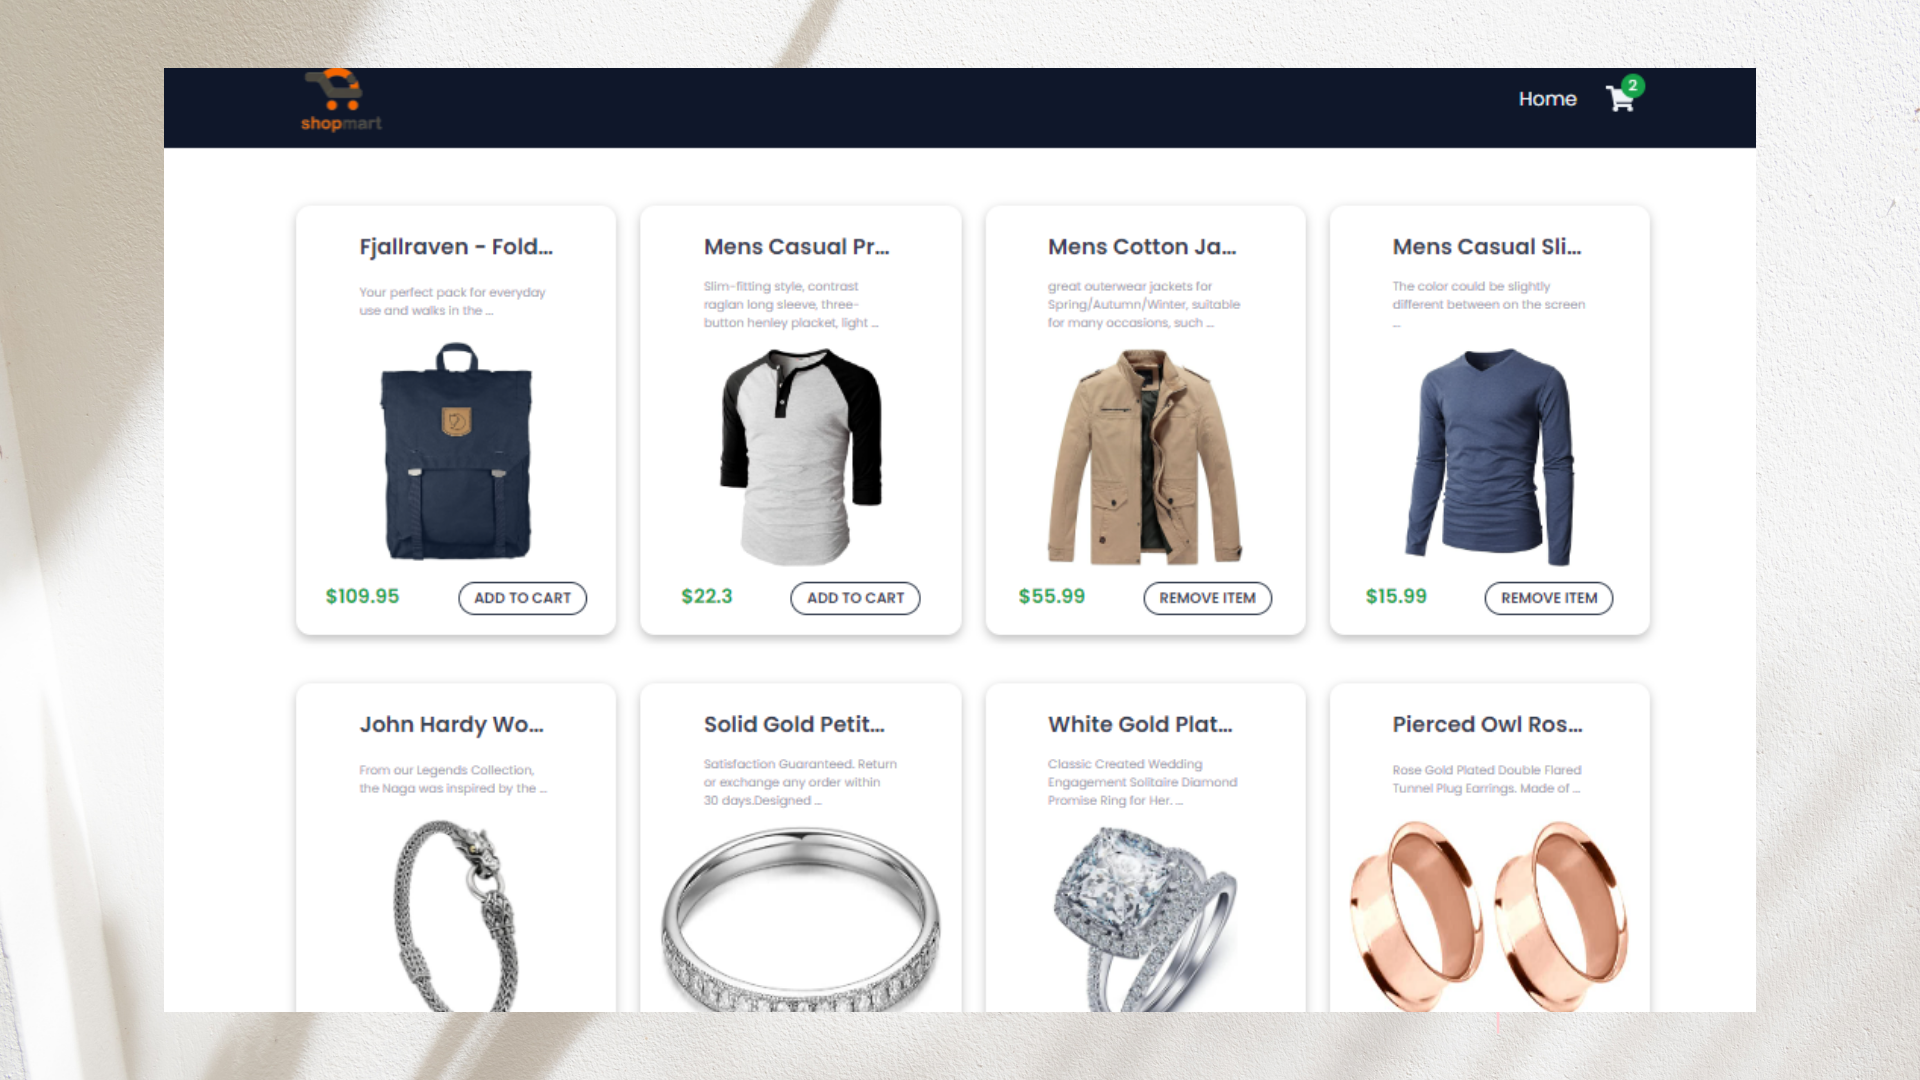 shopmart
Home
2
Fjallraven - Fold...
Your perfect pack for everyday
use and walks in the ...
$109.95
ADD TO CART
Mens Casual Pr...
Slim-fitting style, contrast
raglan long sleeve, three-
button henley placket, light ...
$22.3
ADD TO CART
Mens Cotton Ja...
great outerwear jackets for
Spring/Autumn/Winter, suitable
for many occasions, such ...
$55.99
REMOVE ITEM
Mens Casual Sli...
The color could be slightly
different between on the screen
...
$15.99
REMOVE ITEM
John Hardy Wo...
From our Legends Collection,
the Naga was inspired by the ...
Solid Gold Petit...
Satisfaction Guaranteed. Return
or exchange any order within
30 days.Designed ...
White Gold Plat...
Classic Created Wedding
Engagement Solitaire Diamond
Promise Ring for Her. ...
Pierced Owl Ros...
Rose Gold Plated Double Flared
Tunnel Plug Earrings. Made of ...